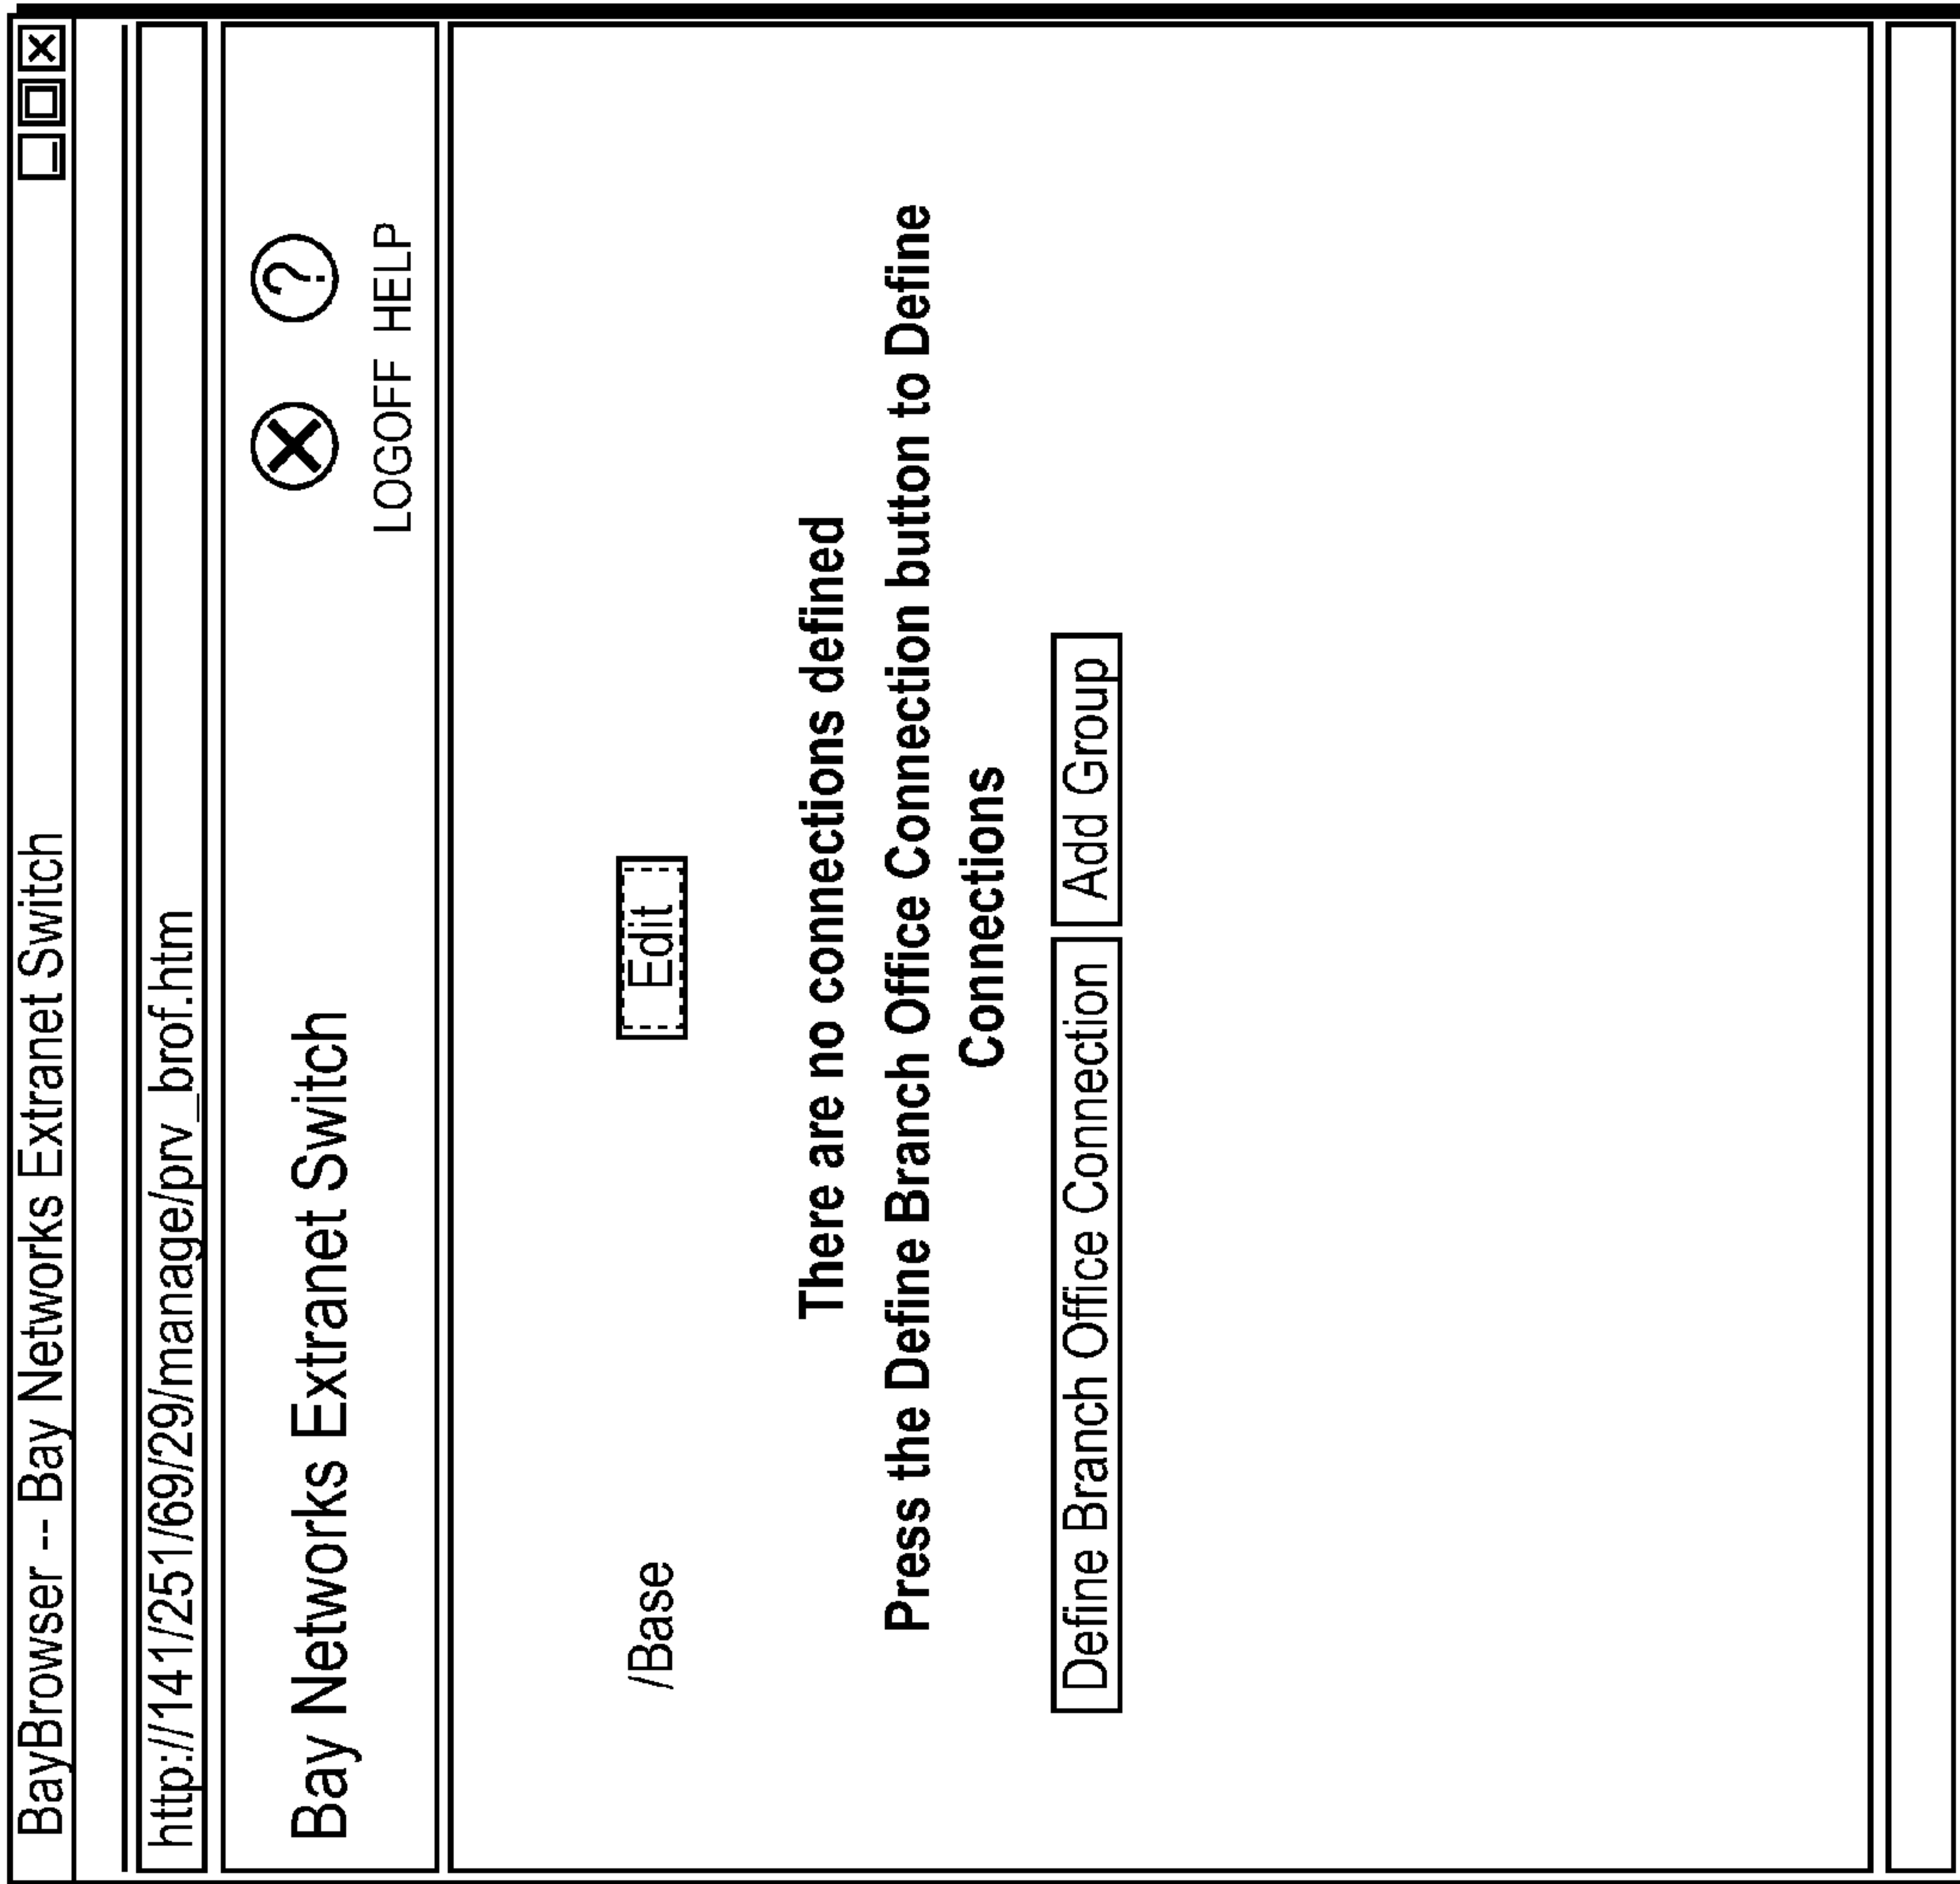 BayBrowser -- Bay Networks Extranet Switch
http://141/251/69/29/manage/prv_brof.htm
Bay Networks Extranet Switch
?
LOGOFF HELP
/Base Edit
There are no connections defined
Press the Define Branch Office Connection button to Define
Connections
Define Branch Office Connection Add Group